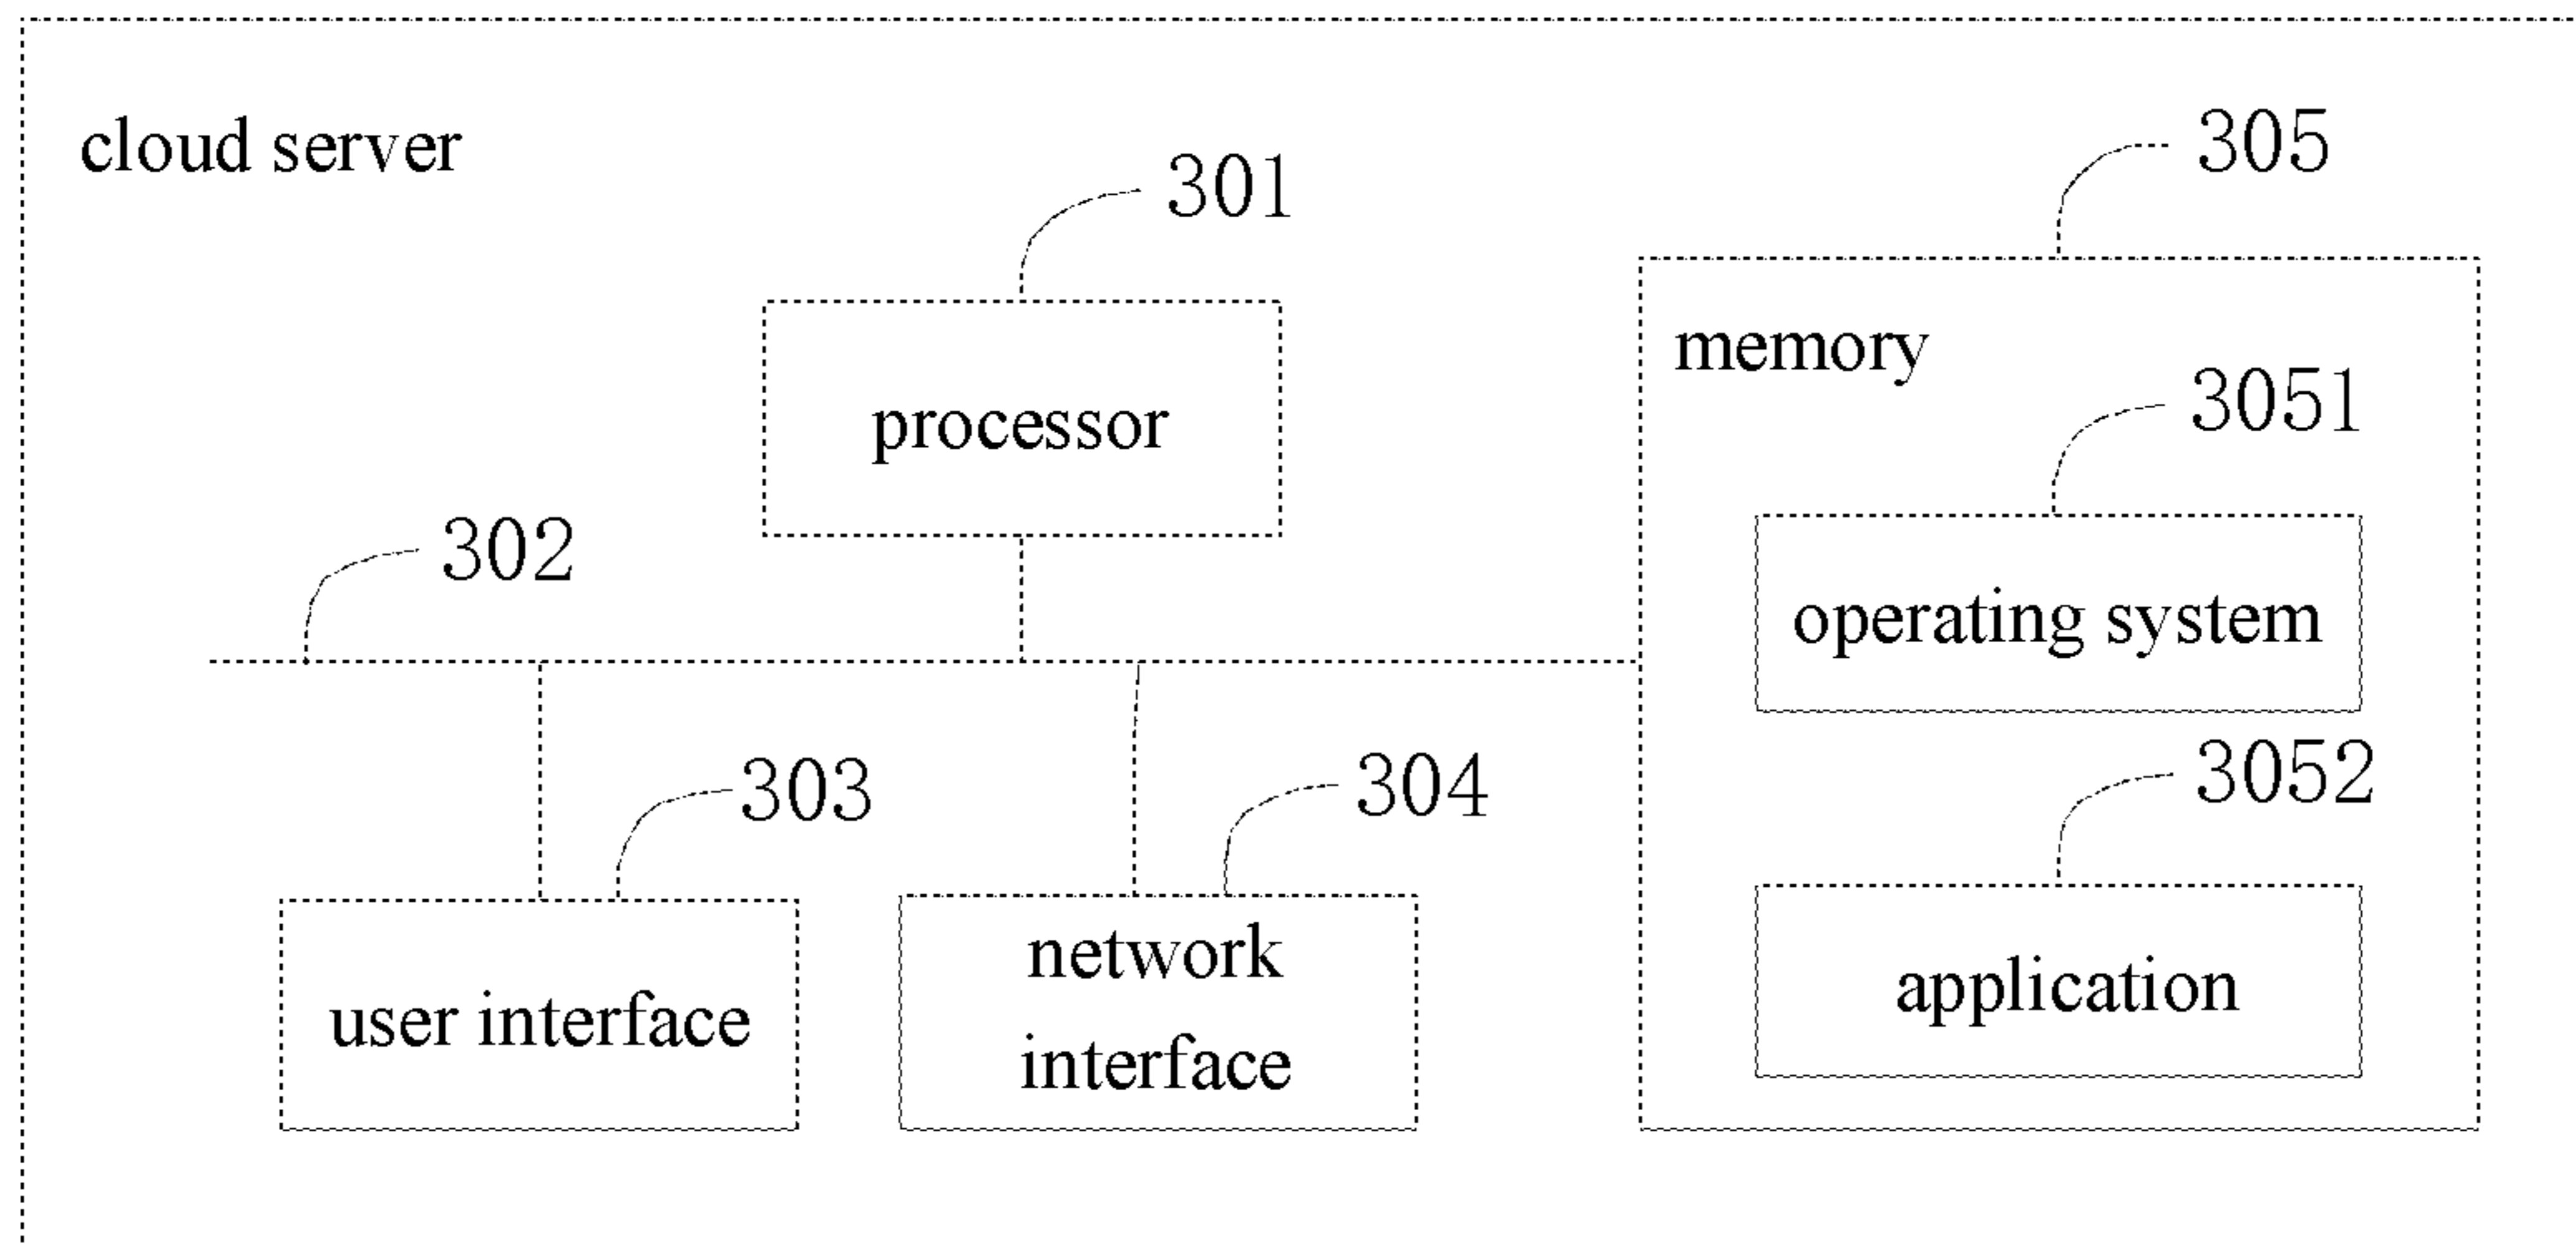 cloud server
301
305
processor
memory
3051
302
operating system
303
304
3052
user interface
network
interface
application